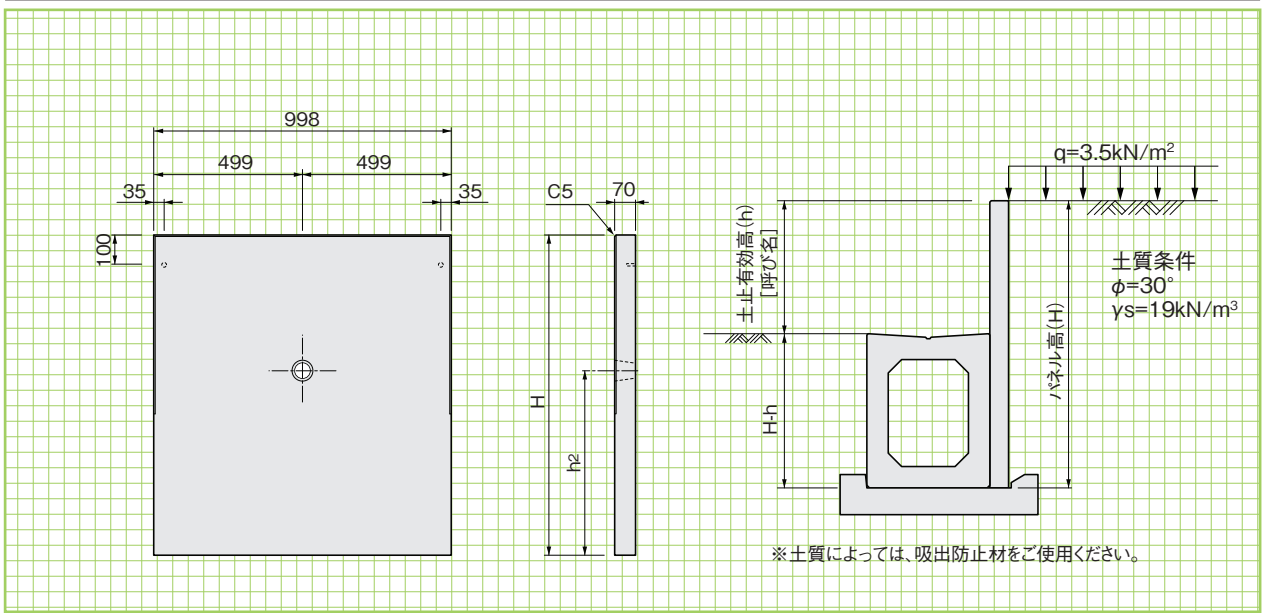 998
499
499
35
35
100
C5
70
H
h2
土止有効高(h)
[呼び名]
H-h
q=3.5kN/m²
パネル高(H)
土質条件
φ=30°
γs=19kN/m³
※土質によっては、吸出防止材をご使用ください。